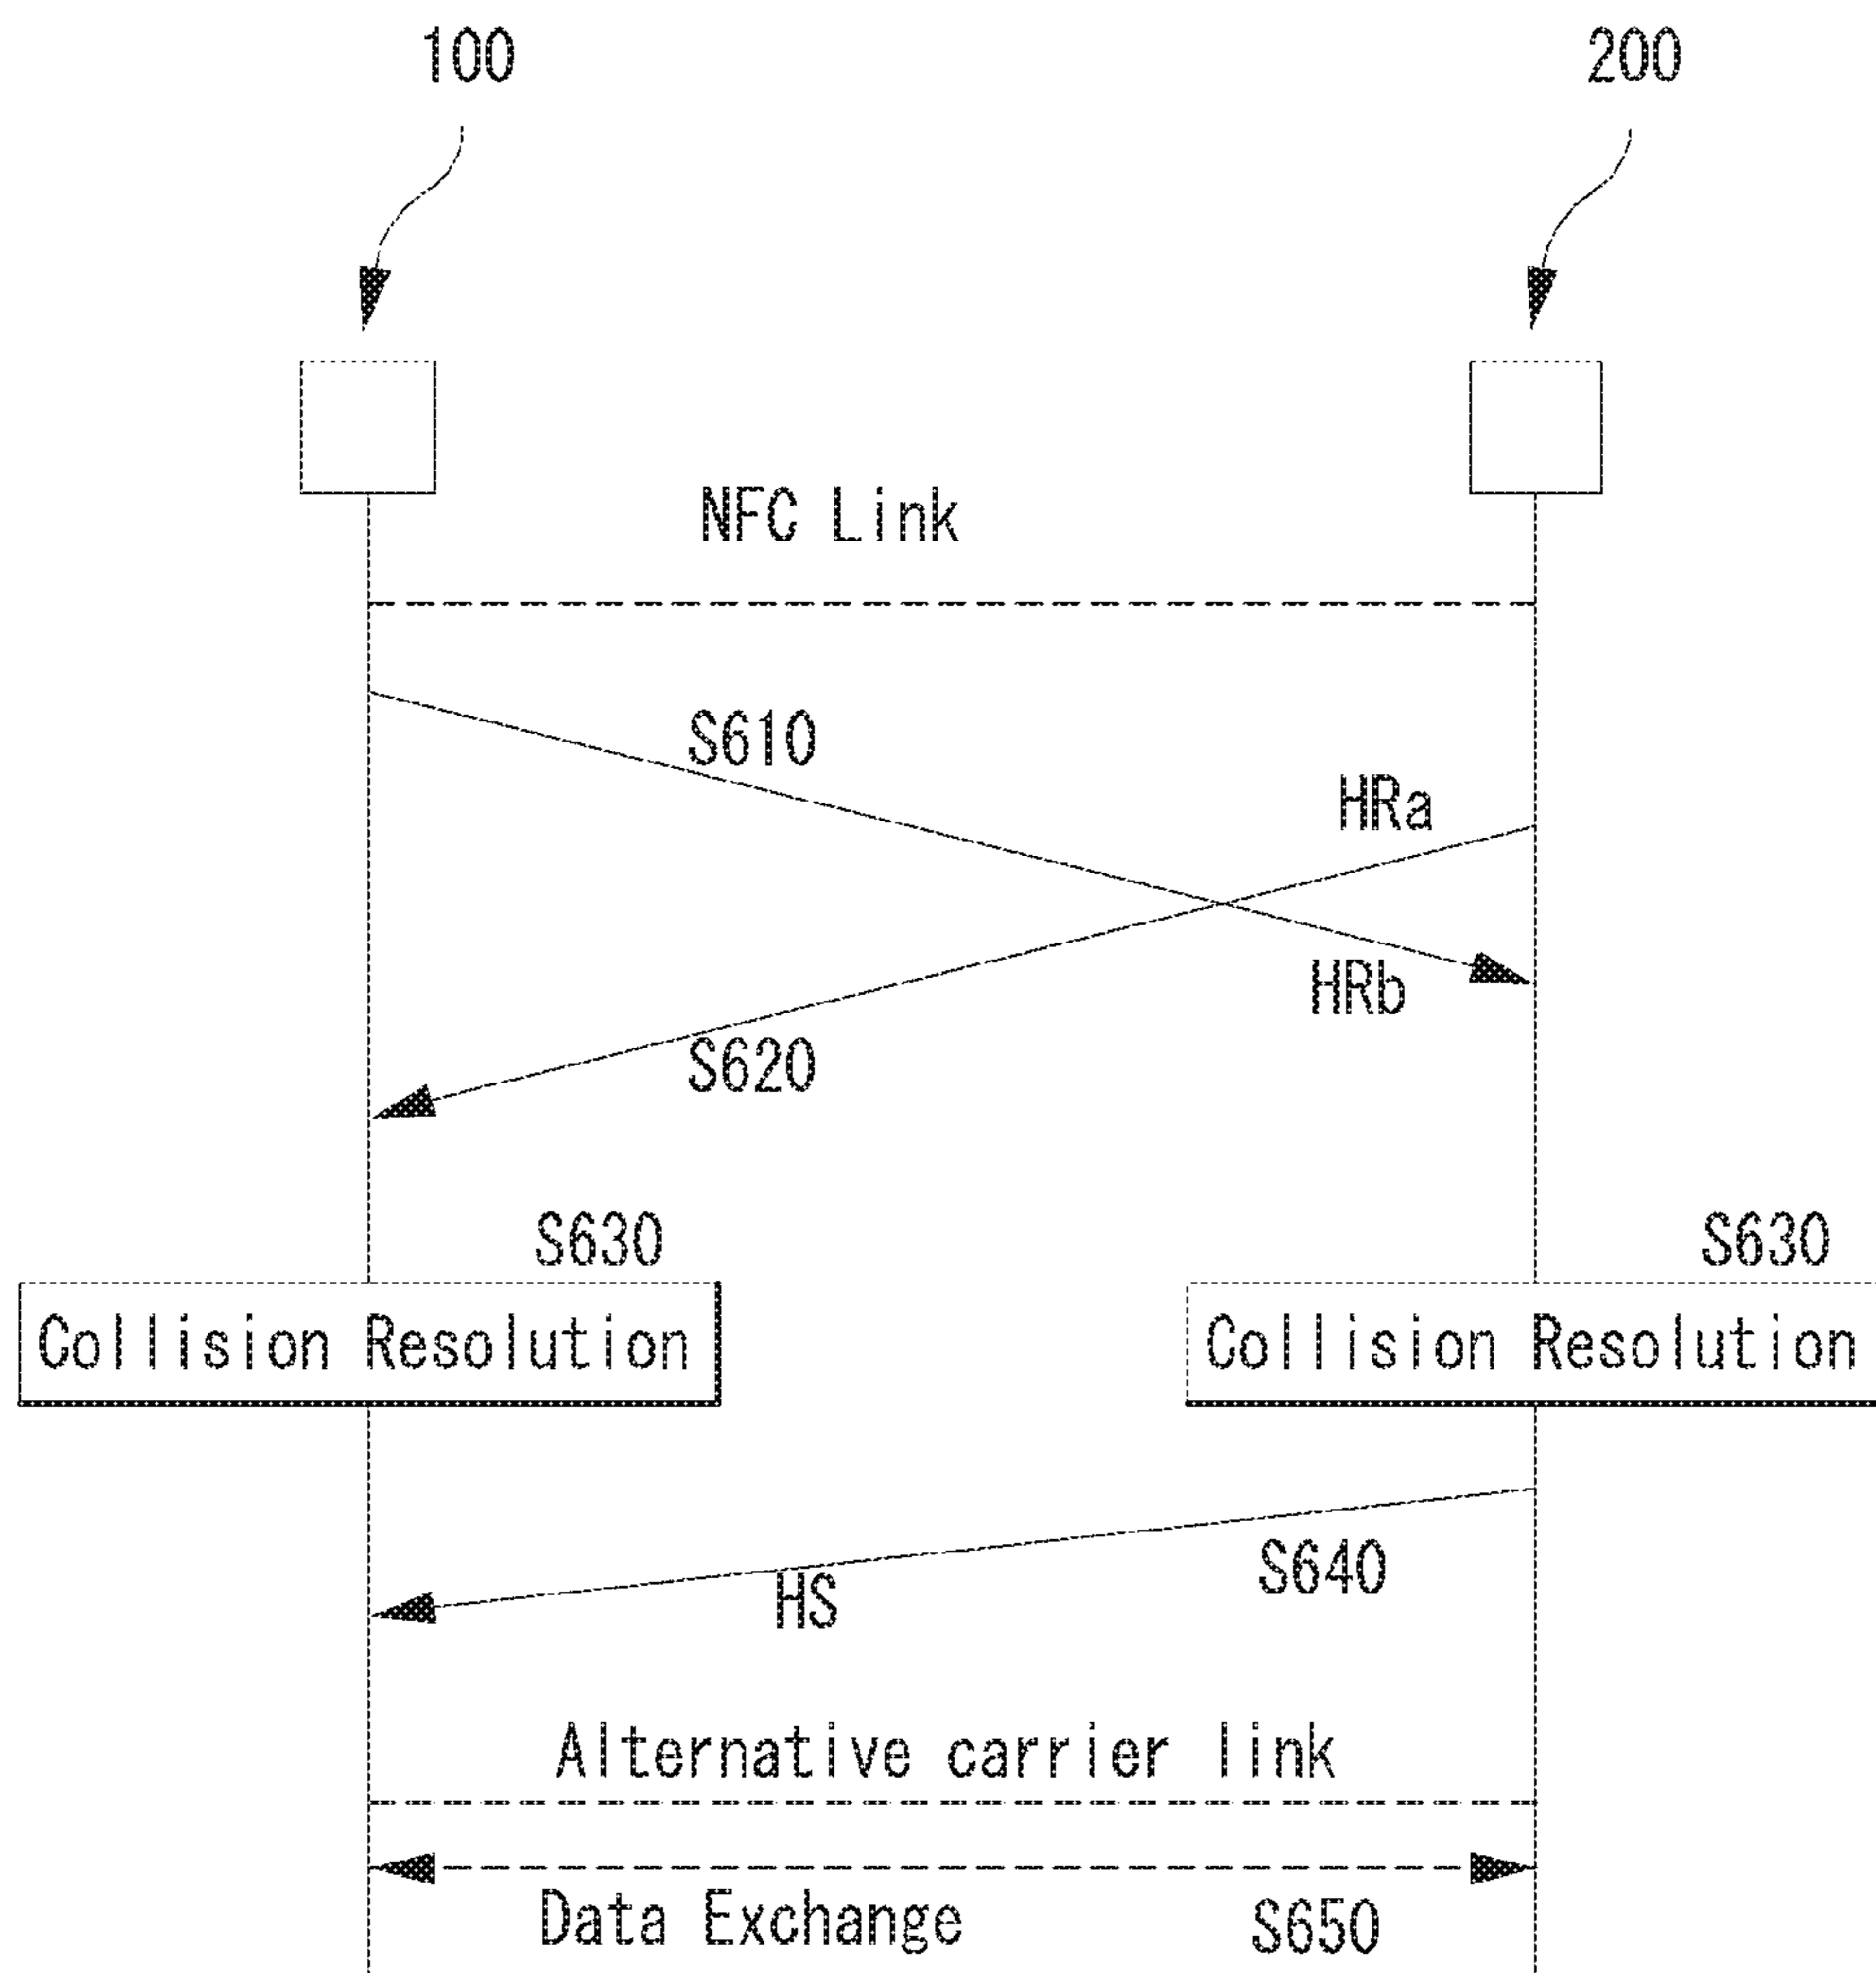 100
200
NFC Link
S610
HRa
HRb
S620
S630
S630
Collision Resolution
Collision Resolution
S640
HS
Alternative carrier link
Data Exchange
S650